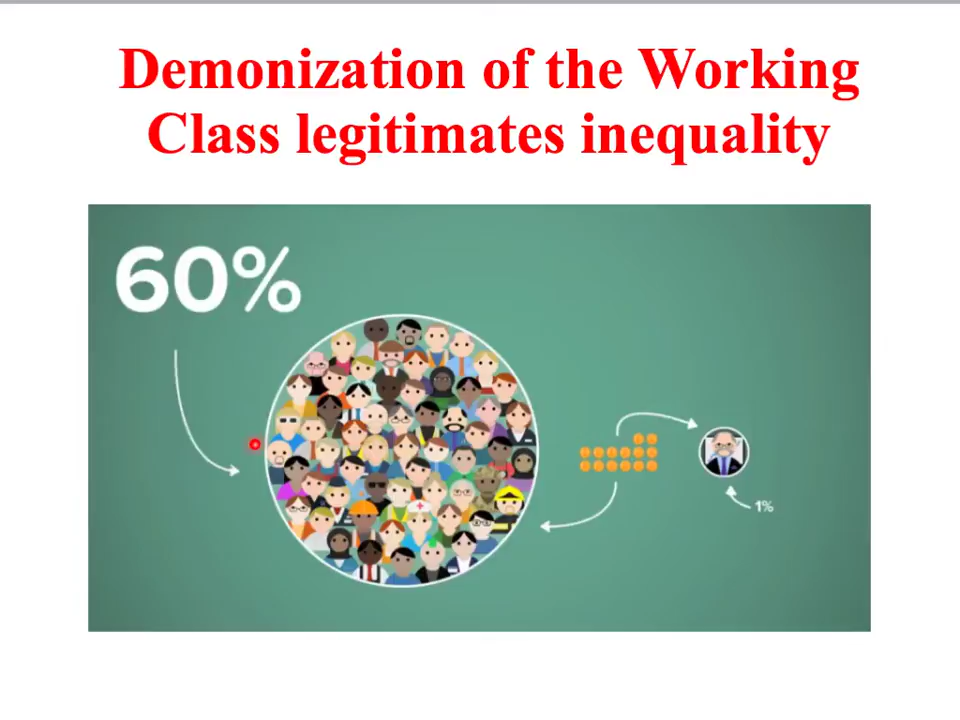 Demonization of the Working
Class legitimates inequality
60%
1%